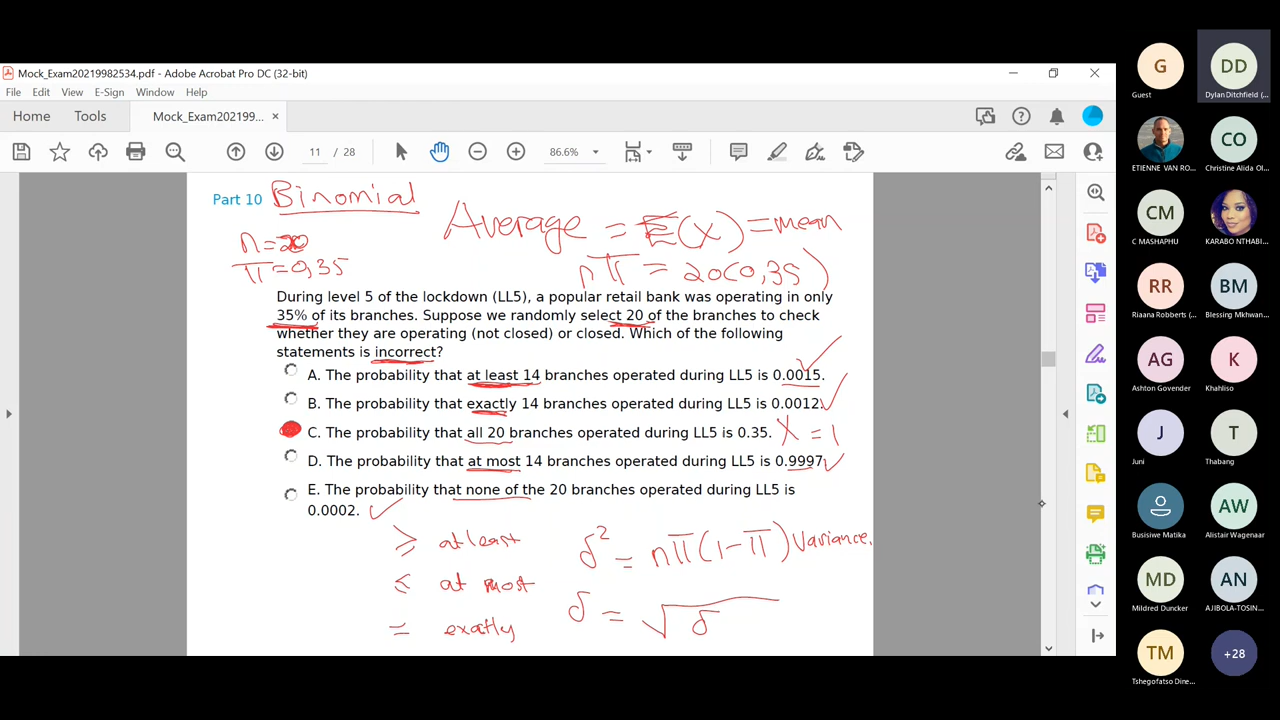 Mock_Exam20219982534.pdf - Adobe Acrobat Pro DC (32-bit)
File Edit View E-Sign Window Help
Home Tools Mock_Exam202199... ×
11 / 28 86.6%
Part 10 Binomial
Average = E(X) = mean
n=20
π=0,35
nπ = 20(0,35)
During level 5 of the lockdown (LL5), a popular retail bank was operating in only
35% of its branches. Suppose we randomly select 20 of the branches to check
whether they are operating (not closed) or closed. Which of the following
statements is incorrect?
A. The probability that at least 14 branches operated during LL5 is 0.0015.
B. The probability that exactly 14 branches operated during LL5 is 0.0012.
C. The probability that all 20 branches operated during LL5 is 0.35. X = 1
D. The probability that at most 14 branches operated during LL5 is 0.9997
E. The probability that none of the 20 branches operated during LL5 is
0.0002.
≥ at least
≤ at most
= exactly
δ² = nπ(1-π) Variance.
δ = √δ
G
Guest
DD
Dylan Ditchfield (...
ETIENNE VAN RO...
CO
Christine Alida Ol...
CM
C MASHAPHU
KARABO NTHABI...
RR
Riaana Roberts (...
BM
Blessing Mkhwan...
AG
Ashton Govender
K
Khahliso
J
Juni
T
Thabang
Busisiwe Matika
AW
Alistair Wagenaar
MD
Mildred Duncker
AN
AJIBOLA-TOSIN...
TM
Tshegofatso Dine...
+28